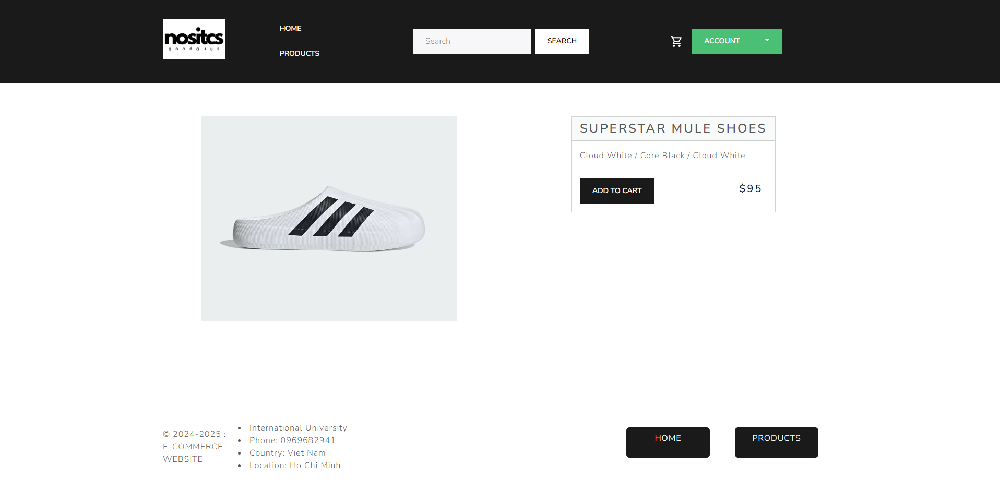 nositcs
goodguys
HOME
PRODUCTS
Search
SEARCH
ACCOUNT
SUPERSTAR MULE SHOES
Cloud White / Core Black / Cloud White
ADD TO CART
$95
© 2024-2025 :
E-COMMERCE
WEBSITE
International University
Phone: 0969682941
Country: Viet Nam
Location: Ho Chi Minh
HOME
PRODUCTS